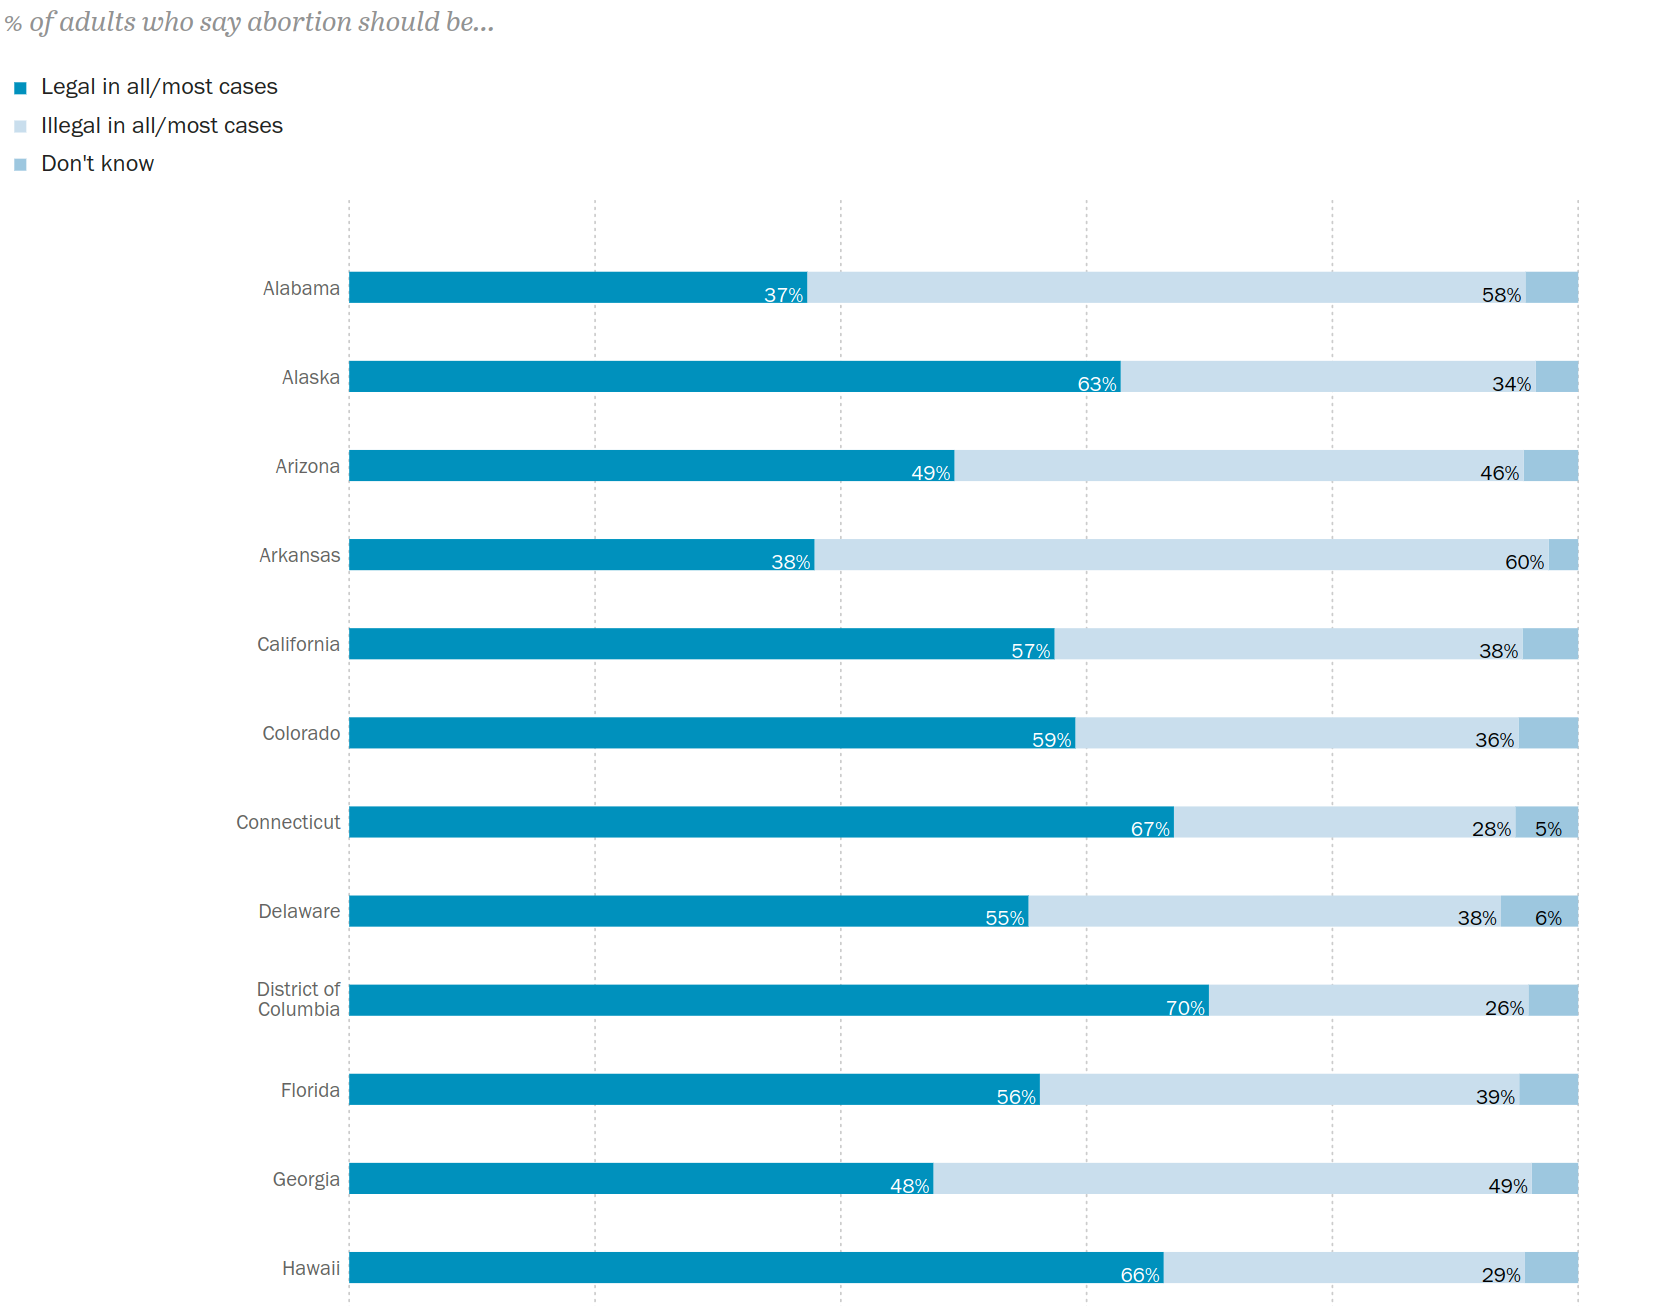 % of adults who say abortion should be...
Legal in all/most cases
Illegal in all/most cases
Don't know
Alabama 37% 58%
Alaska 63% 34%
Arizona 49% 46%
Arkansas 38% 60%
California 57% 38%
Colorado 59% 36%
Connecticut 67% 28% 5%
Delaware 55% 38% 6%
District of
Columbia 70% 26%
Florida 56% 39%
Georgia 48% 49%
Hawaii 66% 29%